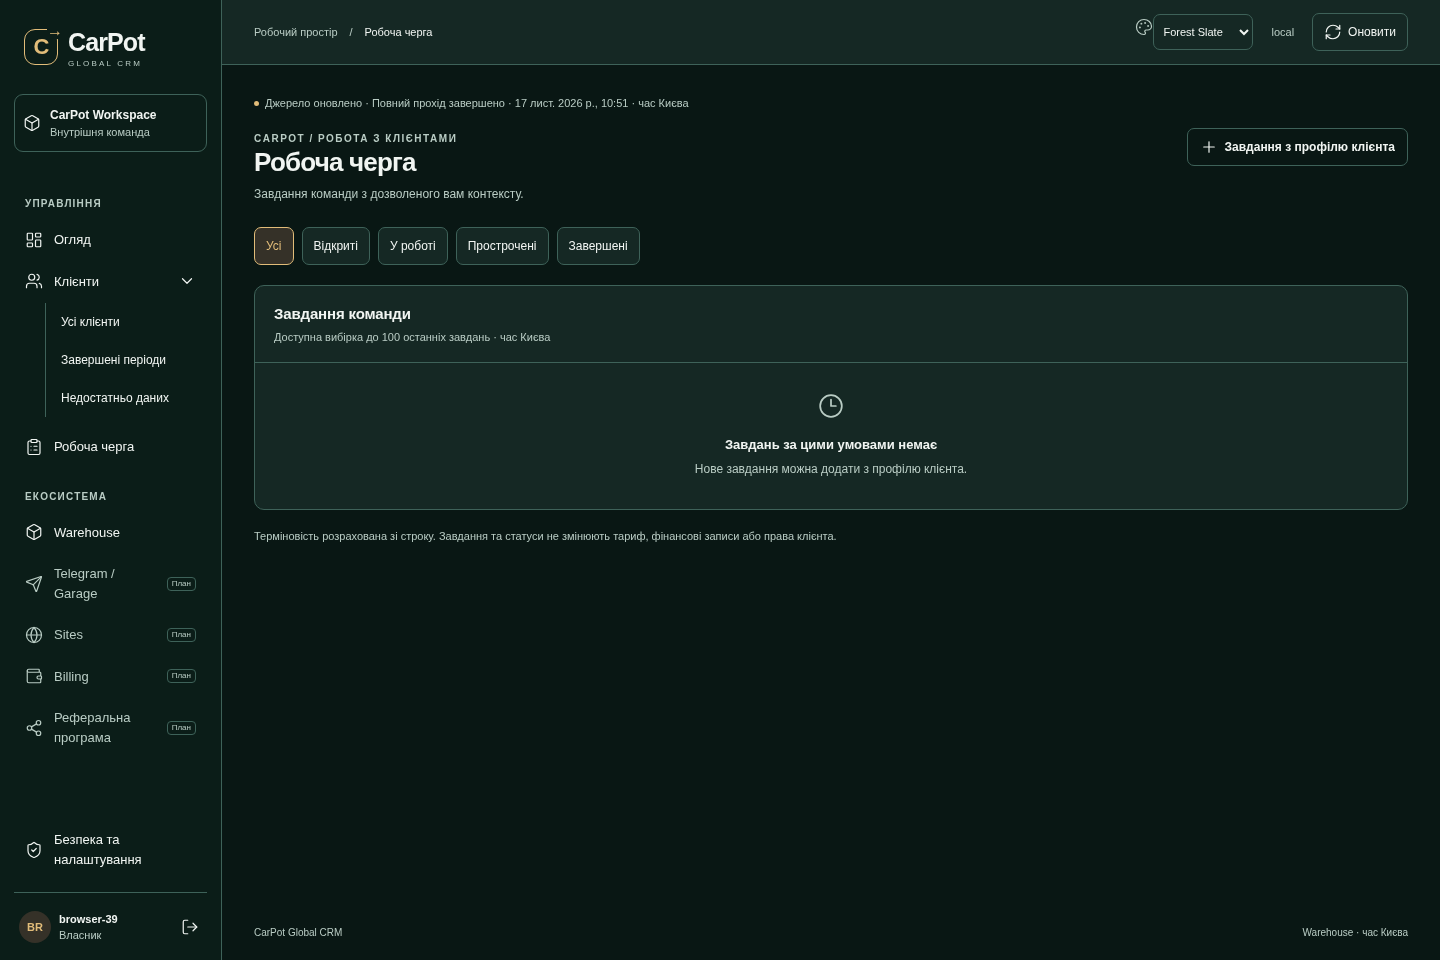 C
CarPot
GLOBAL CRM
CarPot Workspace
Внутрішня команда
УПРАВЛІННЯ
Огляд
Клієнти
Усі клієнти
Завершені періоди
Недостатньо даних
Робоча черга
ЕКОСИСТЕМА
Warehouse
Telegram /
Garage
План
Sites
План
Billing
План
Реферальна
програма
План
Безпека та
налаштування
BR
browser-39
Власник
Робочий простір / Робоча черга
Forest Slate
local
Оновити
Джерело оновлено · Повний прохід завершено · 17 лист. 2026 р., 10:51 · час Києва
CARPOT / РОБОТА З КЛІЄНТАМИ
Робоча черга
Завдання команди з дозволеного вам контексту.
Завдання з профілю клієнта
Усі
Відкриті
У роботі
Прострочені
Завершені
Завдання команди
Доступна вибірка до 100 останніх завдань · час Києва
Завдань за цими умовами немає
Нове завдання можна додати з профілю клієнта.
Терміновість розрахована зі строку. Завдання та статуси не змінюють тариф, фінансові записи або права клієнта.
CarPot Global CRM
Warehouse · час Києва